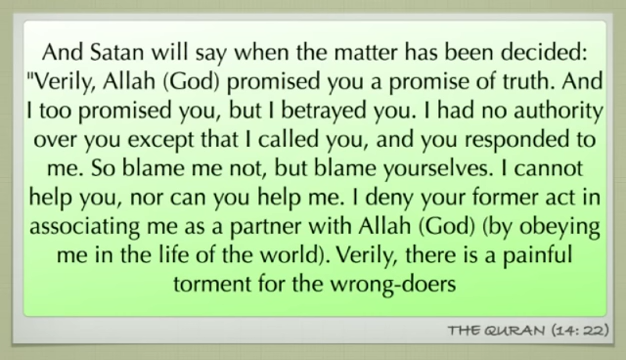 And Satan will say when the matter has been decided:
"Verily, Allah (God) promised you a promise of truth. And
I too promised you, but I betrayed you. I had no authority
over you except that I called you, and you responded to
me. So blame me not, but blame yourselves. I cannot
help you, nor can you help me. I deny your former act in
associating me as a partner with Allah (God) (by obeying
me in the life of the world). Verily, there is a painful
torment for the wrong-doers
THE QURAN (14: 22)